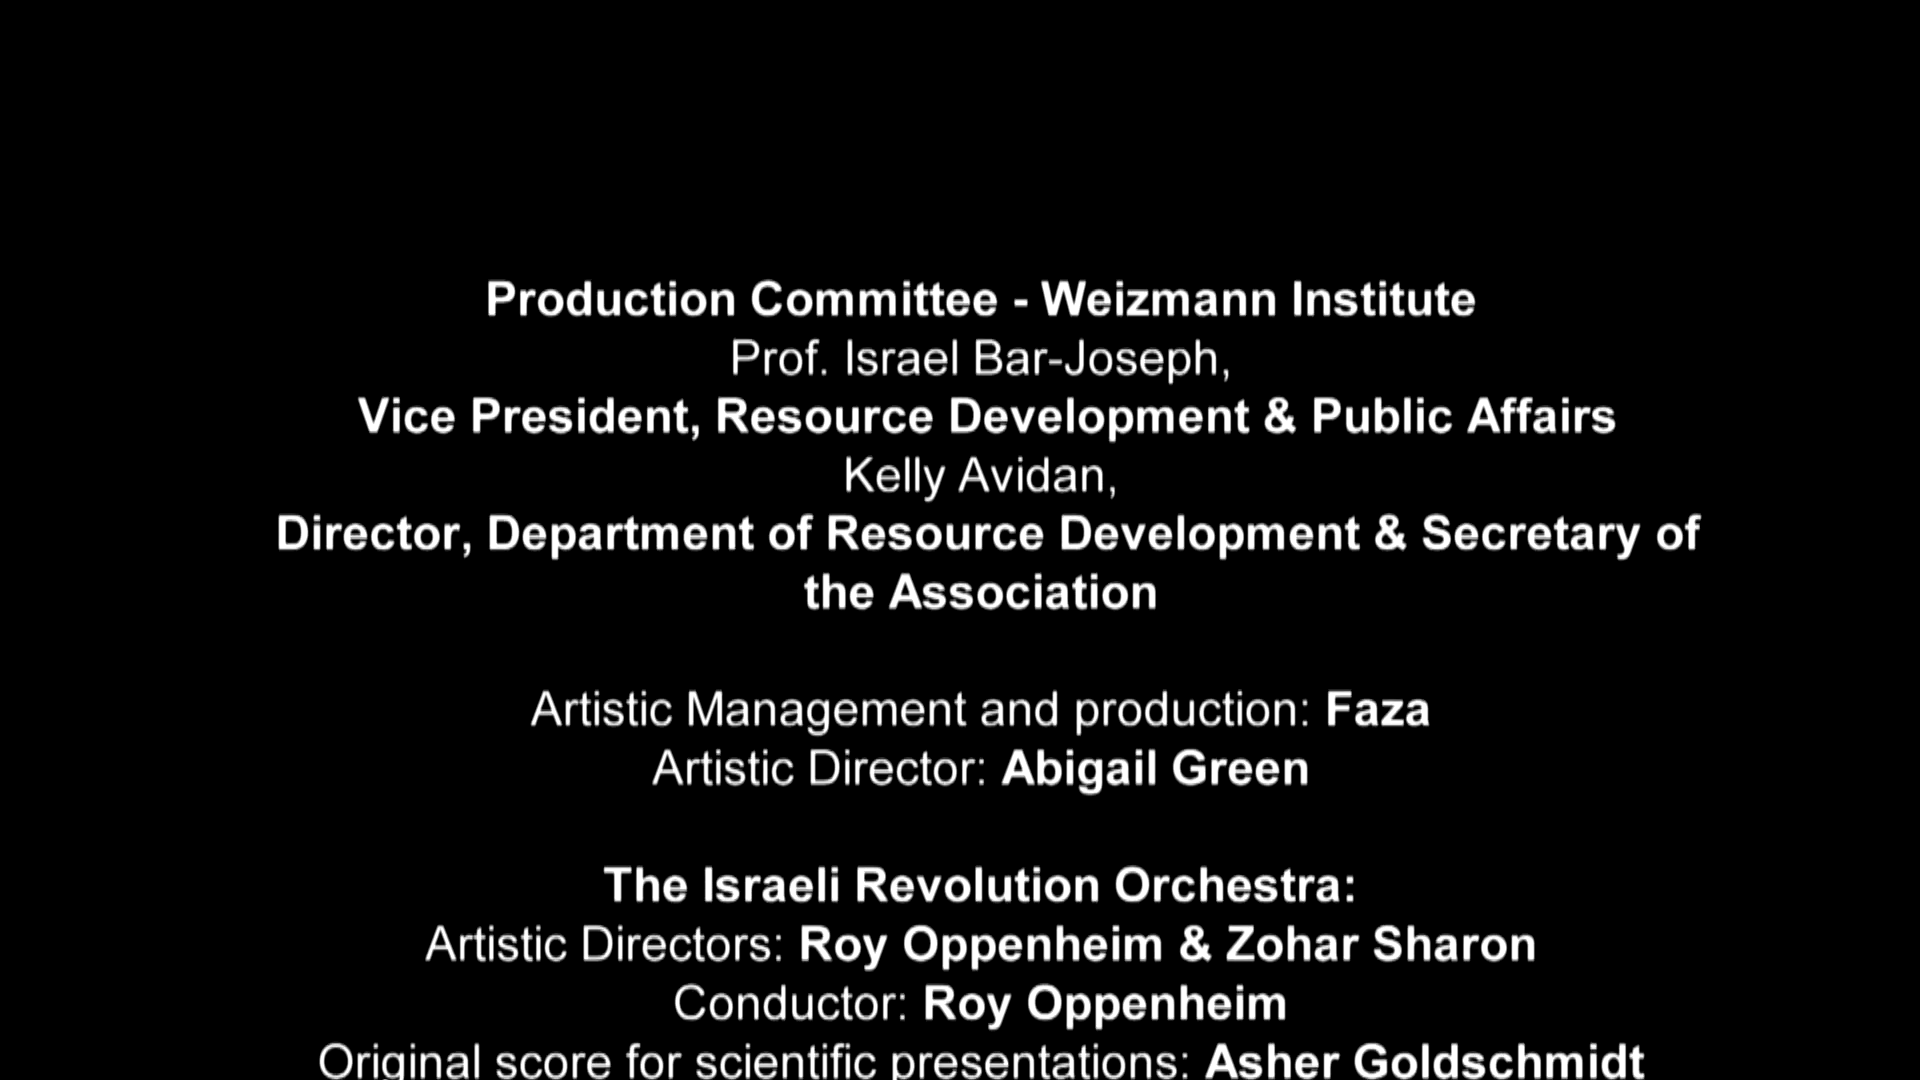 Production Committee - Weizmann Institute
Prof. Israel Bar-Joseph,
Vice President, Resource Development & Public Affairs
Kelly Avidan,
Director, Department of Resource Development & Secretary of
the Association
Artistic Management and production: Faza
Artistic Director: Abigail Green
The Israeli Revolution Orchestra:
Artistic Directors: Roy Oppenheim & Zohar Sharon
Conductor: Roy Oppenheim
Original score for scientific presentations: Asher Goldschmidt